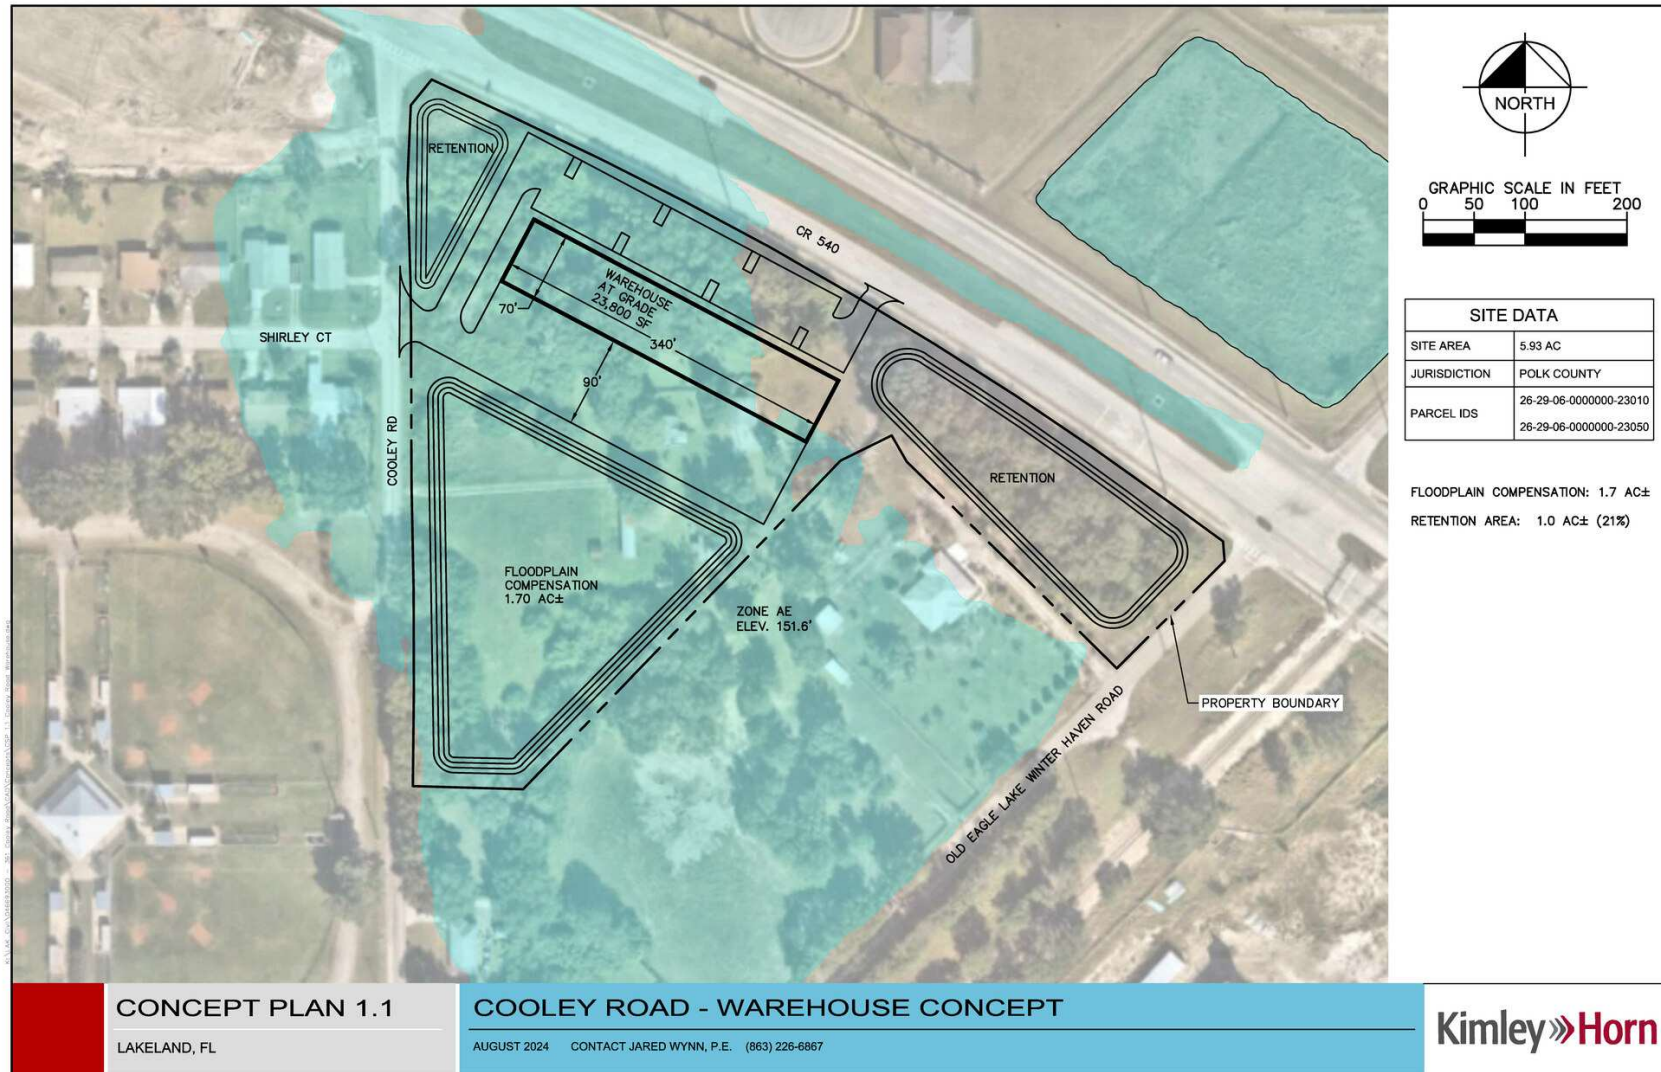 RETENTION
CR 540
WAREHOUSE
AT GRADE
23,800 SF
70'
340'
90'
SHIRLEY CT
COOLEY RD
RETENTION
FLOODPLAIN
COMPENSATION
1.70 AC±
ZONE AE
ELEV. 151.6'
PROPERTY BOUNDARY
OLD EAGLE LAKE WINTER HAVEN ROAD
NORTH
GRAPHIC SCALE IN FEET
0 50 100 200
SITE DATA
SITE AREA 5.93 AC
JURISDICTION POLK COUNTY
PARCEL IDS 26-29-06-0000000-23010
26-29-06-0000000-23050
FLOODPLAIN COMPENSATION: 1.7 AC±
RETENTION AREA: 1.0 AC± (21%)
CONCEPT PLAN 1.1
LAKELAND, FL
COOLEY ROAD - WAREHOUSE CONCEPT
AUGUST 2024 CONTACT JARED WYNN, P.E. (863) 226-6867
Kimley»Horn